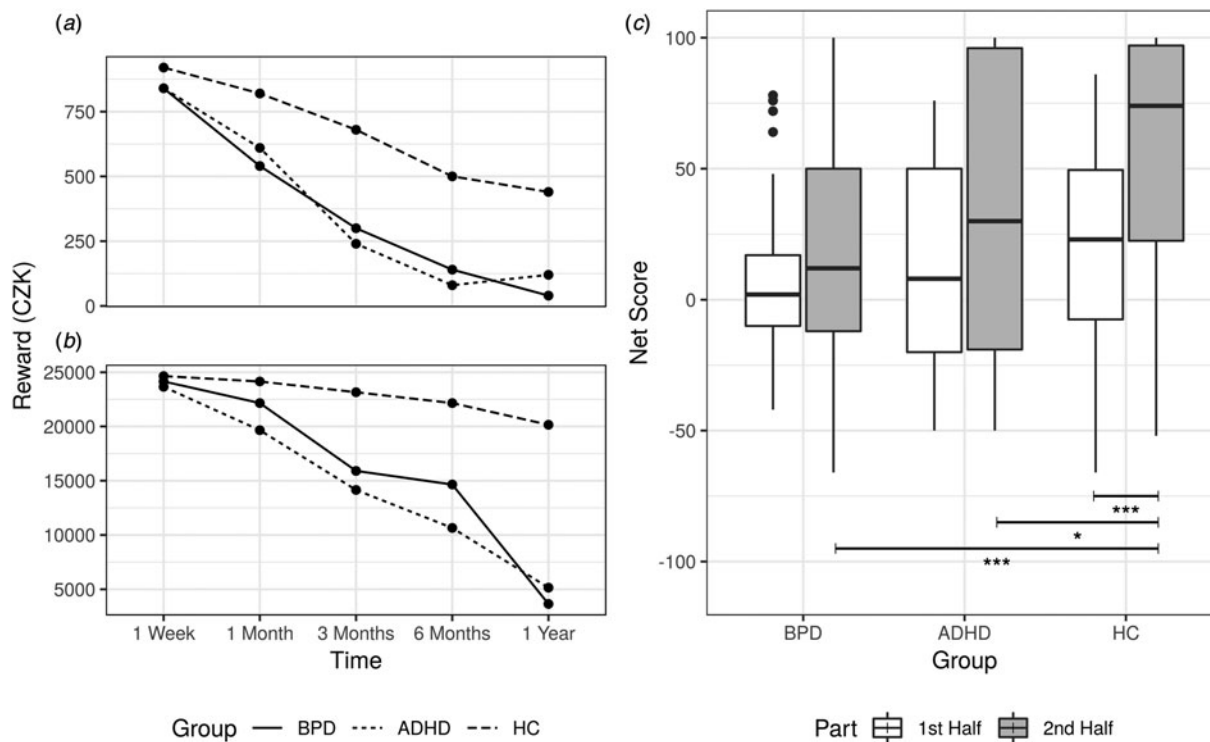 (a)
750
500
250
0
(b)
25000
20000
15000
10000
5000
Reward (CZK)
1 Week 1 Month 3 Months 6 Months 1 Year
Time
Group BPD ADHD HC
(c)
100
50
0
-50
-100
Net Score
***
*
***
BPD ADHD HC
Group
Part 1st Half 2nd Half